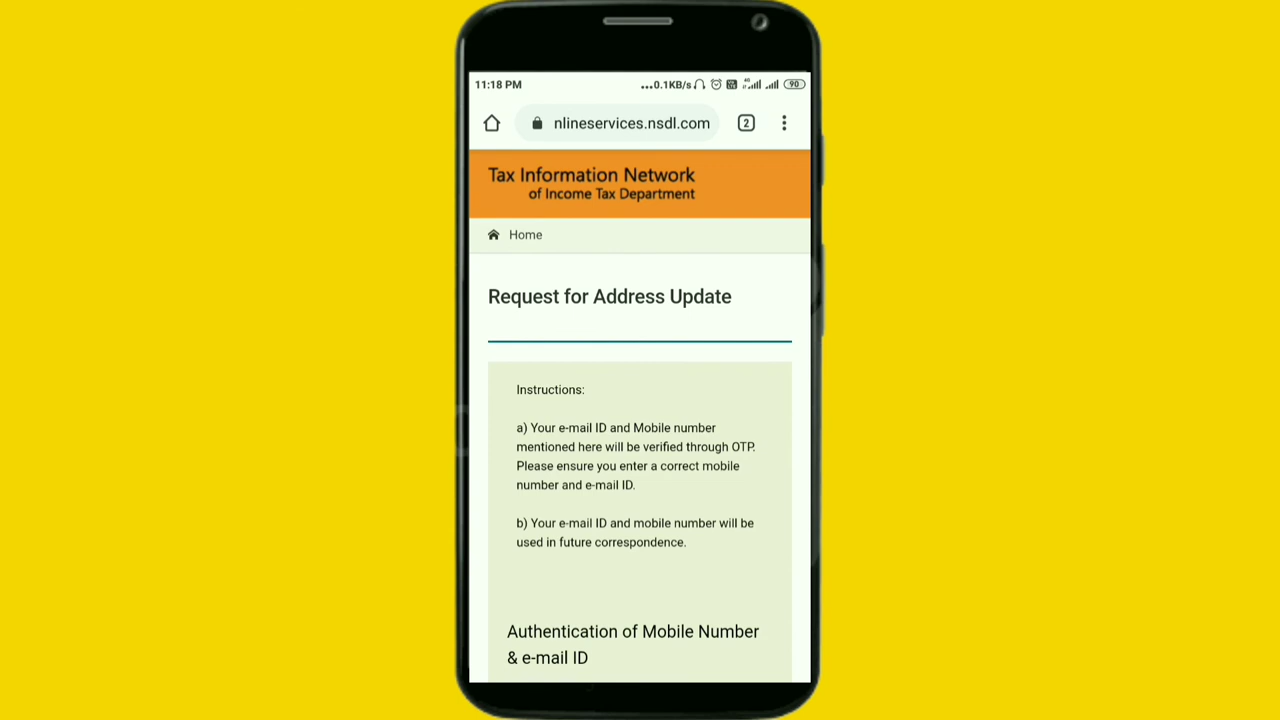 11:18 PM
...0.1KB/s
4G
90
nlineservices.nsdl.com
2
Tax Information Network
of Income Tax Department
Home
Request for Address Update
Instructions:
a) Your e-mail ID and Mobile number
mentioned here will be verified through OTP.
Please ensure you enter a correct mobile
number and e-mail ID.
b) Your e-mail ID and mobile number will be
used in future correspondence.
Authentication of Mobile Number
& e-mail ID